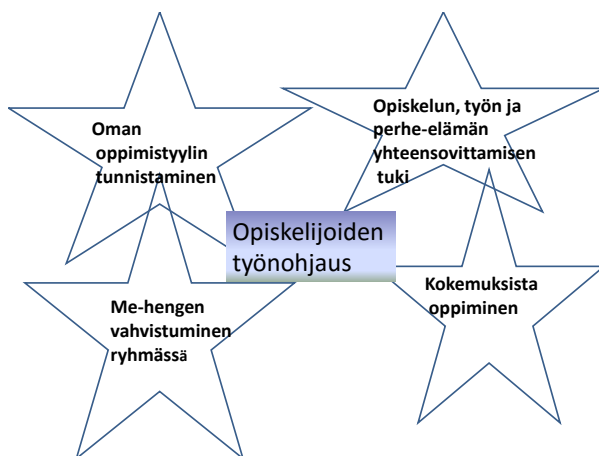 Oman
oppimistyylin
tunnistaminen
Opiskelun, työn ja
perhe-elämän
yhteensovittamisen
tuki
Opiskelijoiden
työnohjaus
Me-hengen
vahvistuminen
ryhmässä
Kokemuksista
oppiminen